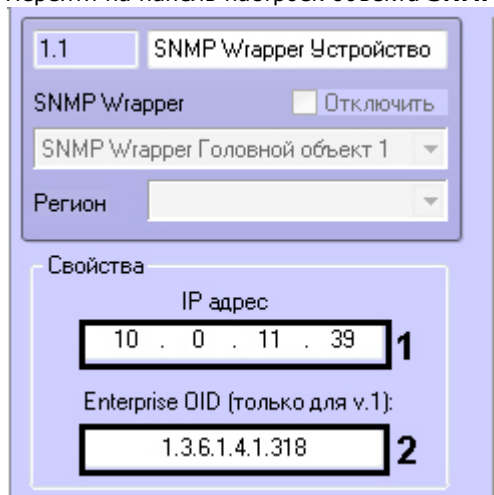 1.1 SNMP Wrapper Устройство
SNMP Wrapper Отключить
SNMP Wrapper Головной объект 1
Регион
Свойства
IP адрес
10 . 0 . 11 . 39 1
Enterprise OID (только для v.1):
1.3.6.1.4.1.318 2